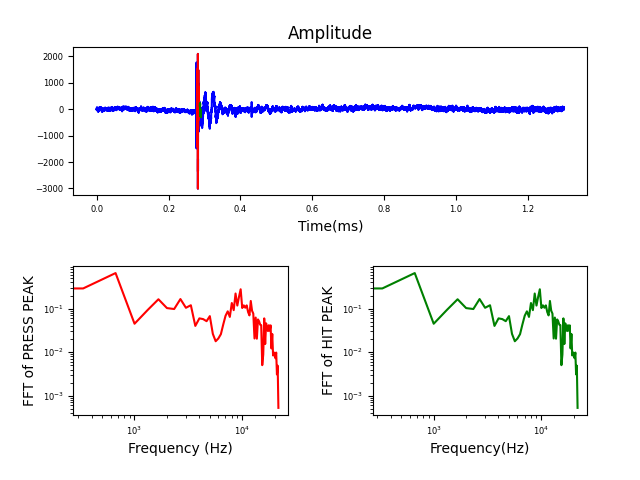 Amplitude
2000
1000
0
−1000
−2000
−3000
0.0 0.2 0.4 0.6 0.8 1.0 1.2
Time(ms)
FFT of PRESS PEAK
10⁻¹
10⁻²
10⁻³
10³ 10⁴
Frequency (Hz)
FFT of HIT PEAK
10⁻¹
10⁻²
10⁻³
10³ 10⁴
Frequency(Hz)